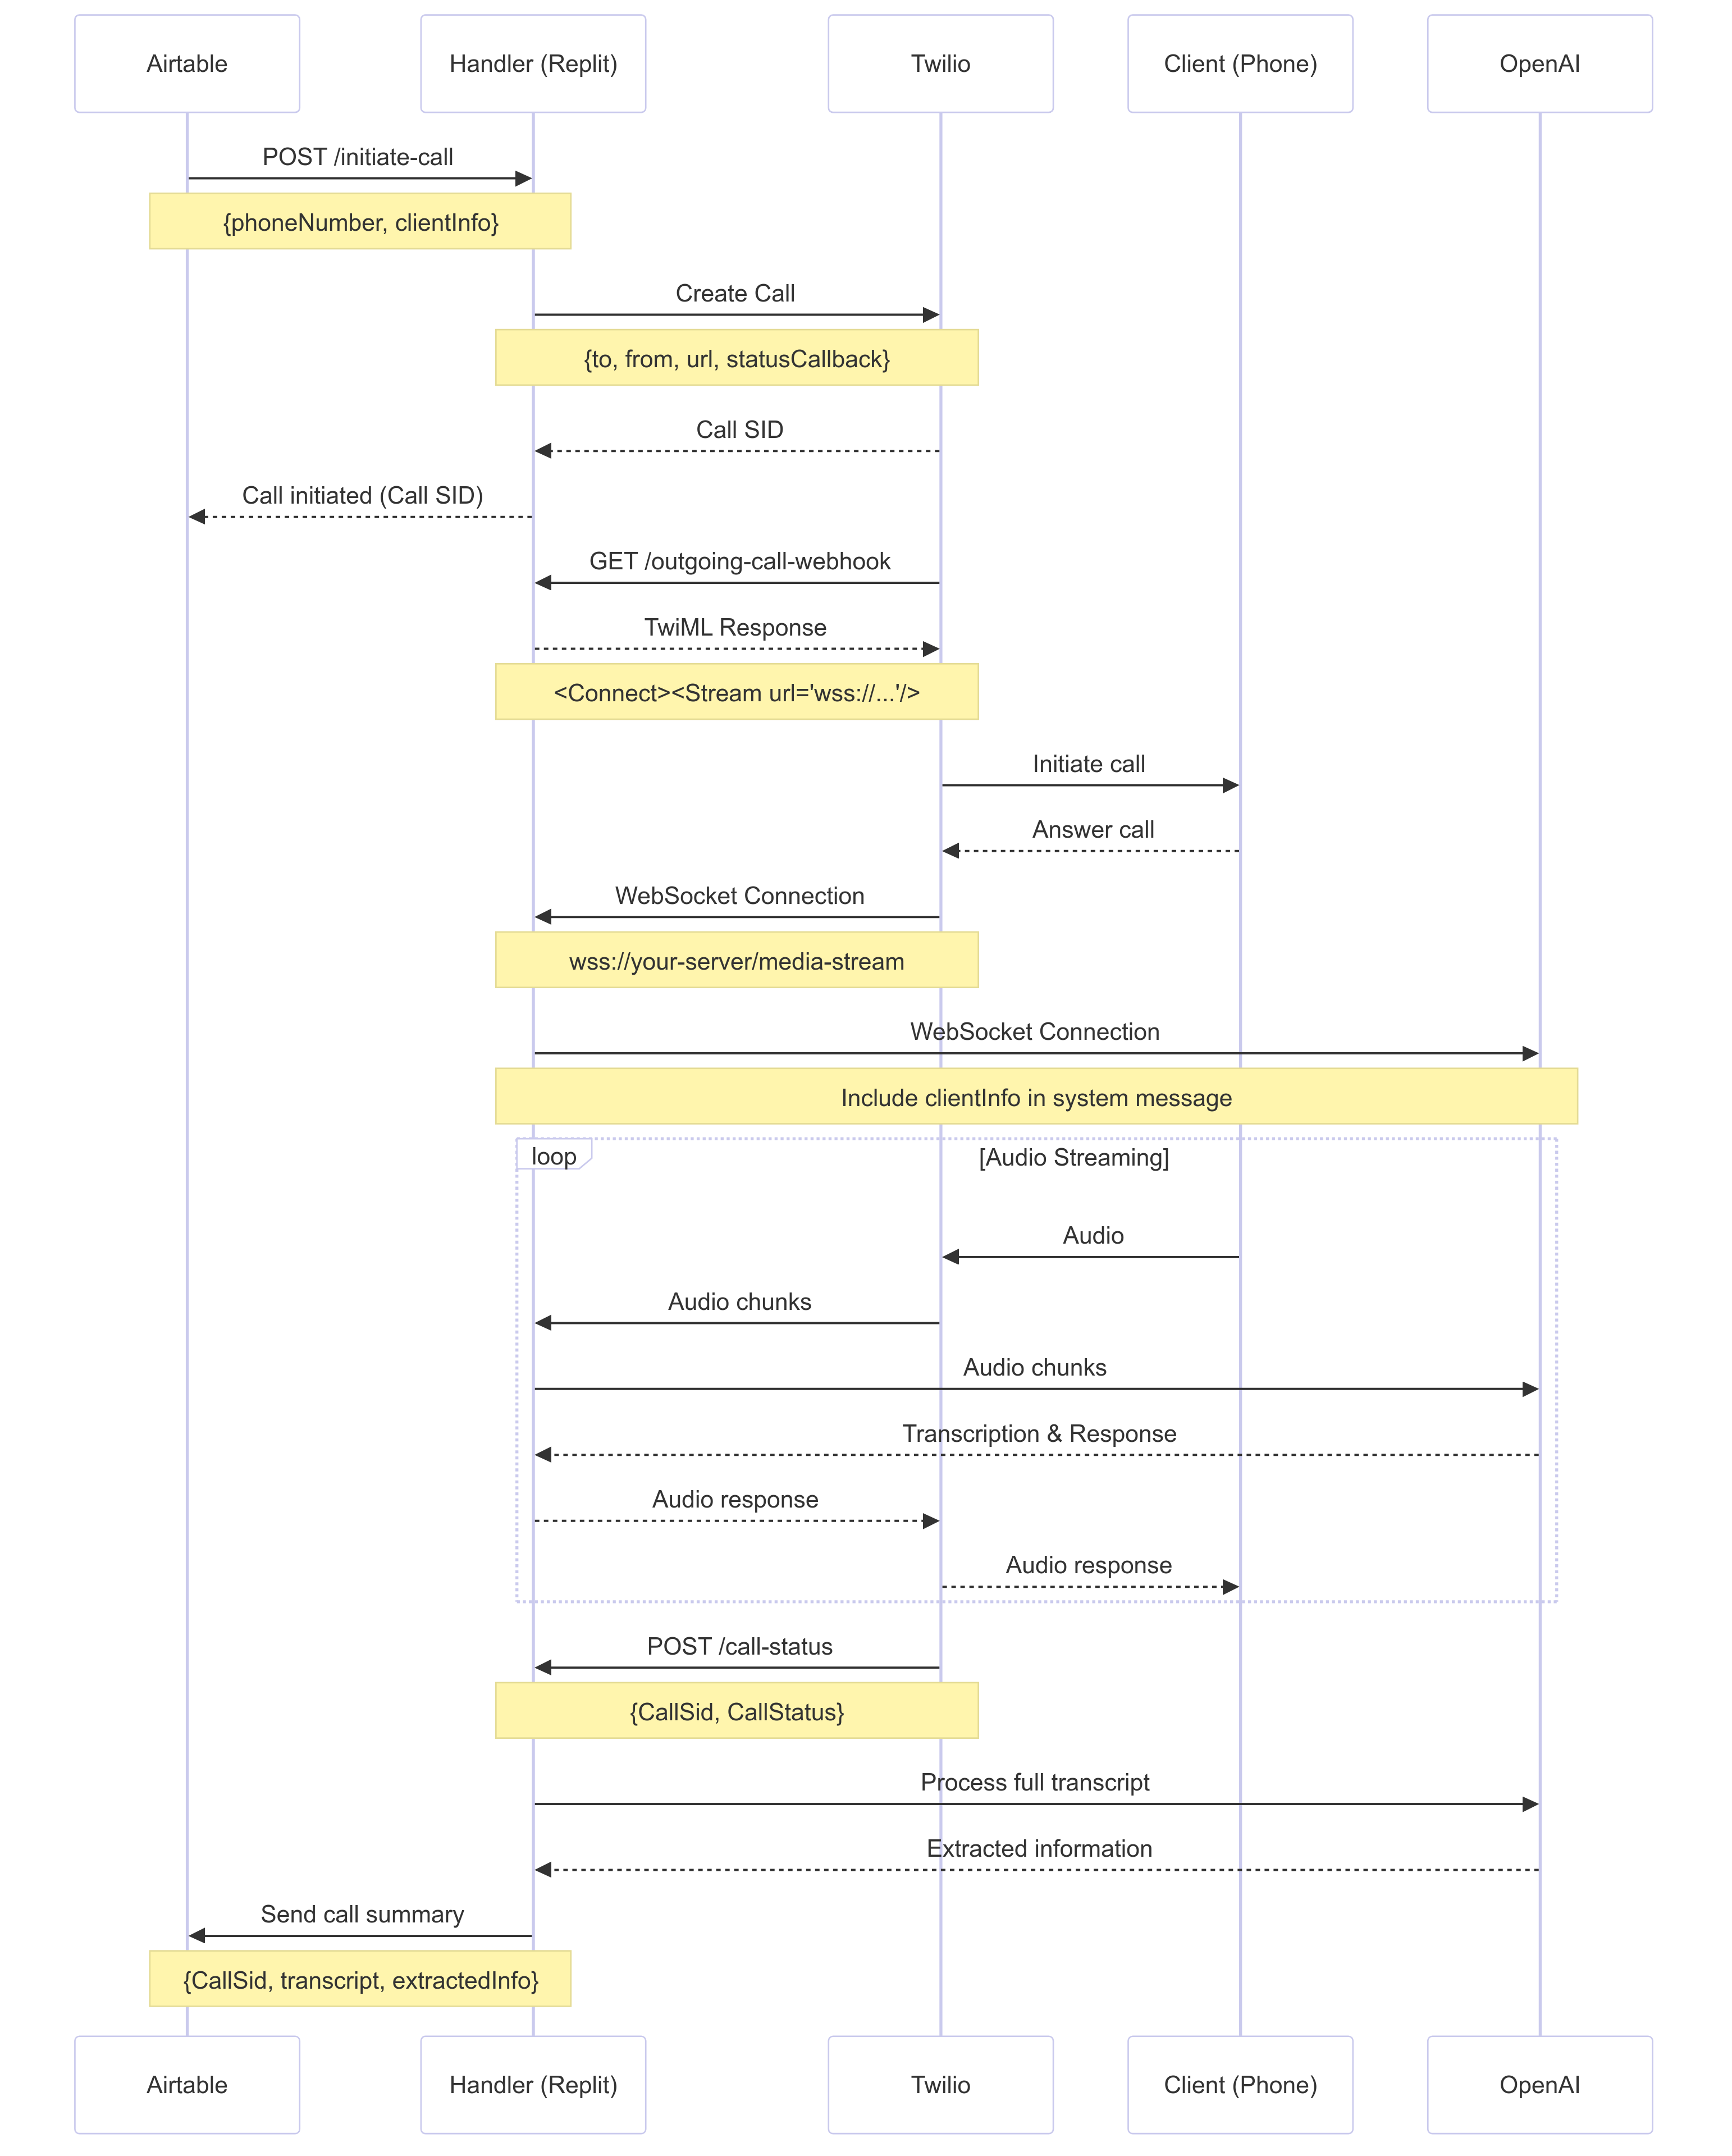 Airtable
Handler (Replit)
Twilio
Client (Phone)
OpenAI
POST /initiate-call
{phoneNumber, clientInfo}
Create Call
{to, from, url, statusCallback}
Call SID
Call initiated (Call SID)
GET /outgoing-call-webhook
TwiML Response
<Connect><Stream url='wss://...'/>
Initiate call
Answer call
WebSocket Connection
wss://your-server/media-stream
WebSocket Connection
Include clientInfo in system message
loop
[Audio Streaming]
Audio
Audio chunks
Audio chunks
Transcription & Response
Audio response
Audio response
POST /call-status
{CallSid, CallStatus}
Process full transcript
Extracted information
Send call summary
{CallSid, transcript, extractedInfo}
Airtable
Handler (Replit)
Twilio
Client (Phone)
OpenAI